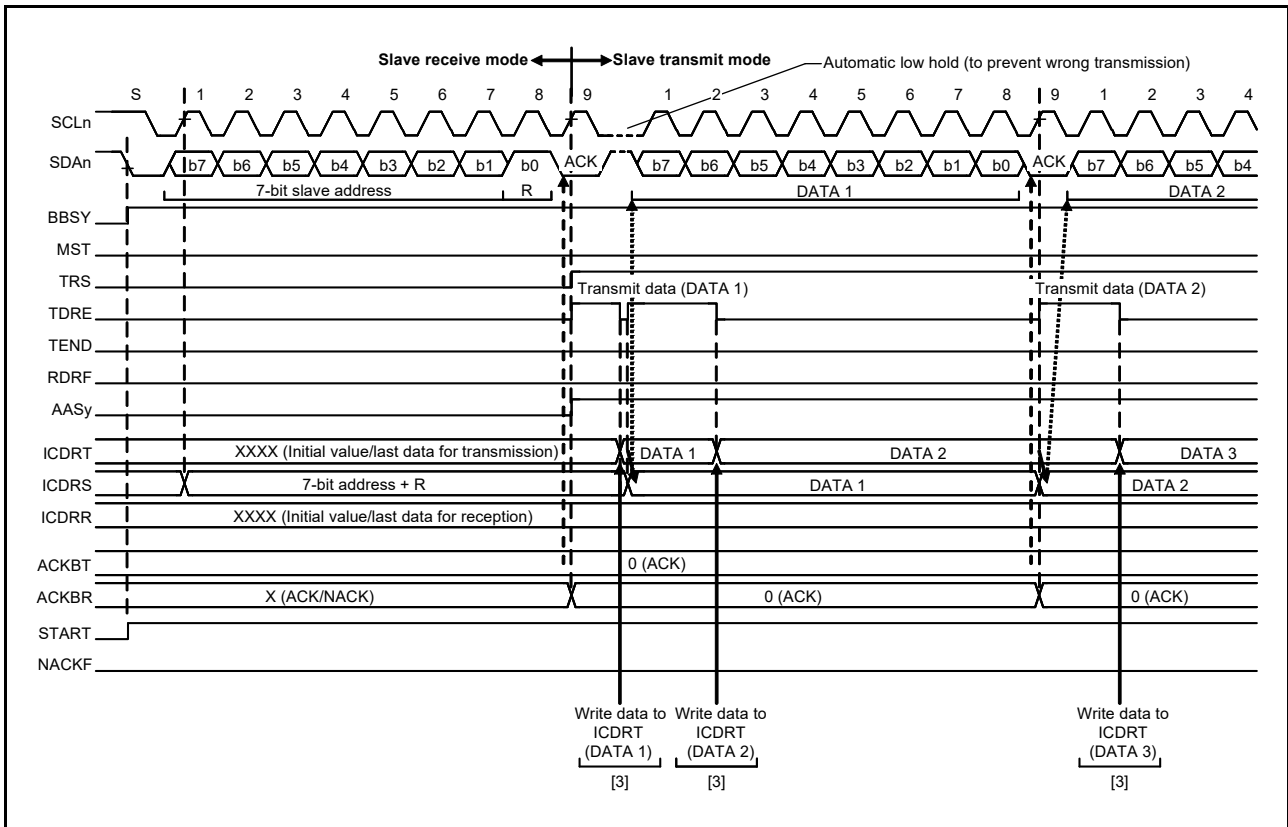 Slave receive mode Slave transmit mode
Automatic low hold (to prevent wrong transmission)
S 1 2 3 4 5 6 7 8 9 1 2 3 4 5 6 7 8 9 1 2 3 4
SCLn
SDAn b7 b6 b5 b4 b3 b2 b1 b0 ACK b7 b6 b5 b4 b3 b2 b1 b0 ACK b7 b6 b5 b4
7-bit slave address R DATA 1 DATA 2
BBSY
MST
TRS
Transmit data (DATA 1) Transmit data (DATA 2)
TDRE
TEND
RDRF
AASy
ICDRT XXXX (Initial value/last data for transmission) DATA 1 DATA 2 DATA 3
ICDRS 7-bit address + R DATA 1 DATA 2
ICDRR XXXX (Initial value/last data for reception)
ACKBT 0 (ACK)
ACKBR X (ACK/NACK) 0 (ACK) 0 (ACK)
START
NACKF
Write data to Write data to Write data to
ICDRT ICDRT ICDRT
(DATA 1) (DATA 2) (DATA 3)
[3] [3] [3]